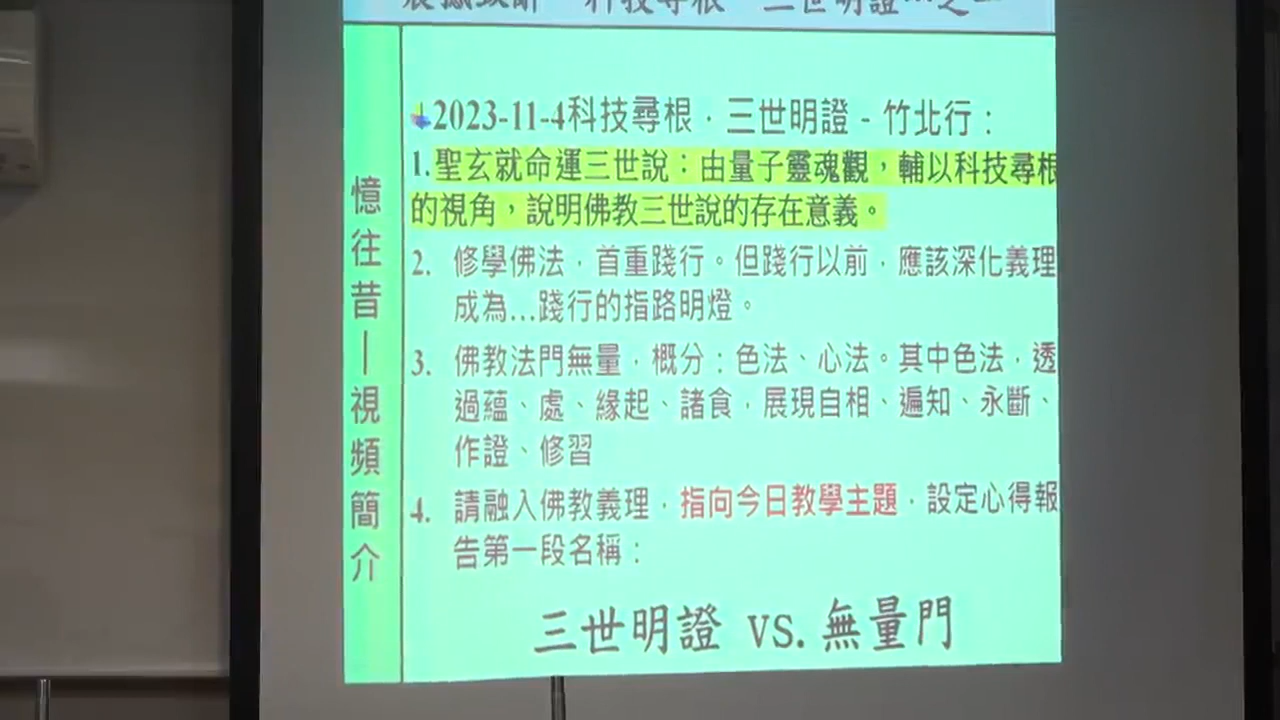 科技尋根 三世明證
憶往昔－視頻簡介
2023-11-4科技尋根，三世明證－竹北行：
1.聖玄就命運三世說：由量子靈魂觀，輔以科技尋根
的視角，說明佛教三世說的存在意義。
2. 修學佛法，首重踐行。但踐行以前，應該深化義理
成為...踐行的指路明燈。
3. 佛教法門無量，概分：色法、心法。其中色法，透
過蘊、處、緣起、諸食，展現自相、遍知、永斷、
作證、修習
4. 請融入佛教義理，指向今日教學主題，設定心得報
告第一段名稱：
三世明證 VS. 無量門